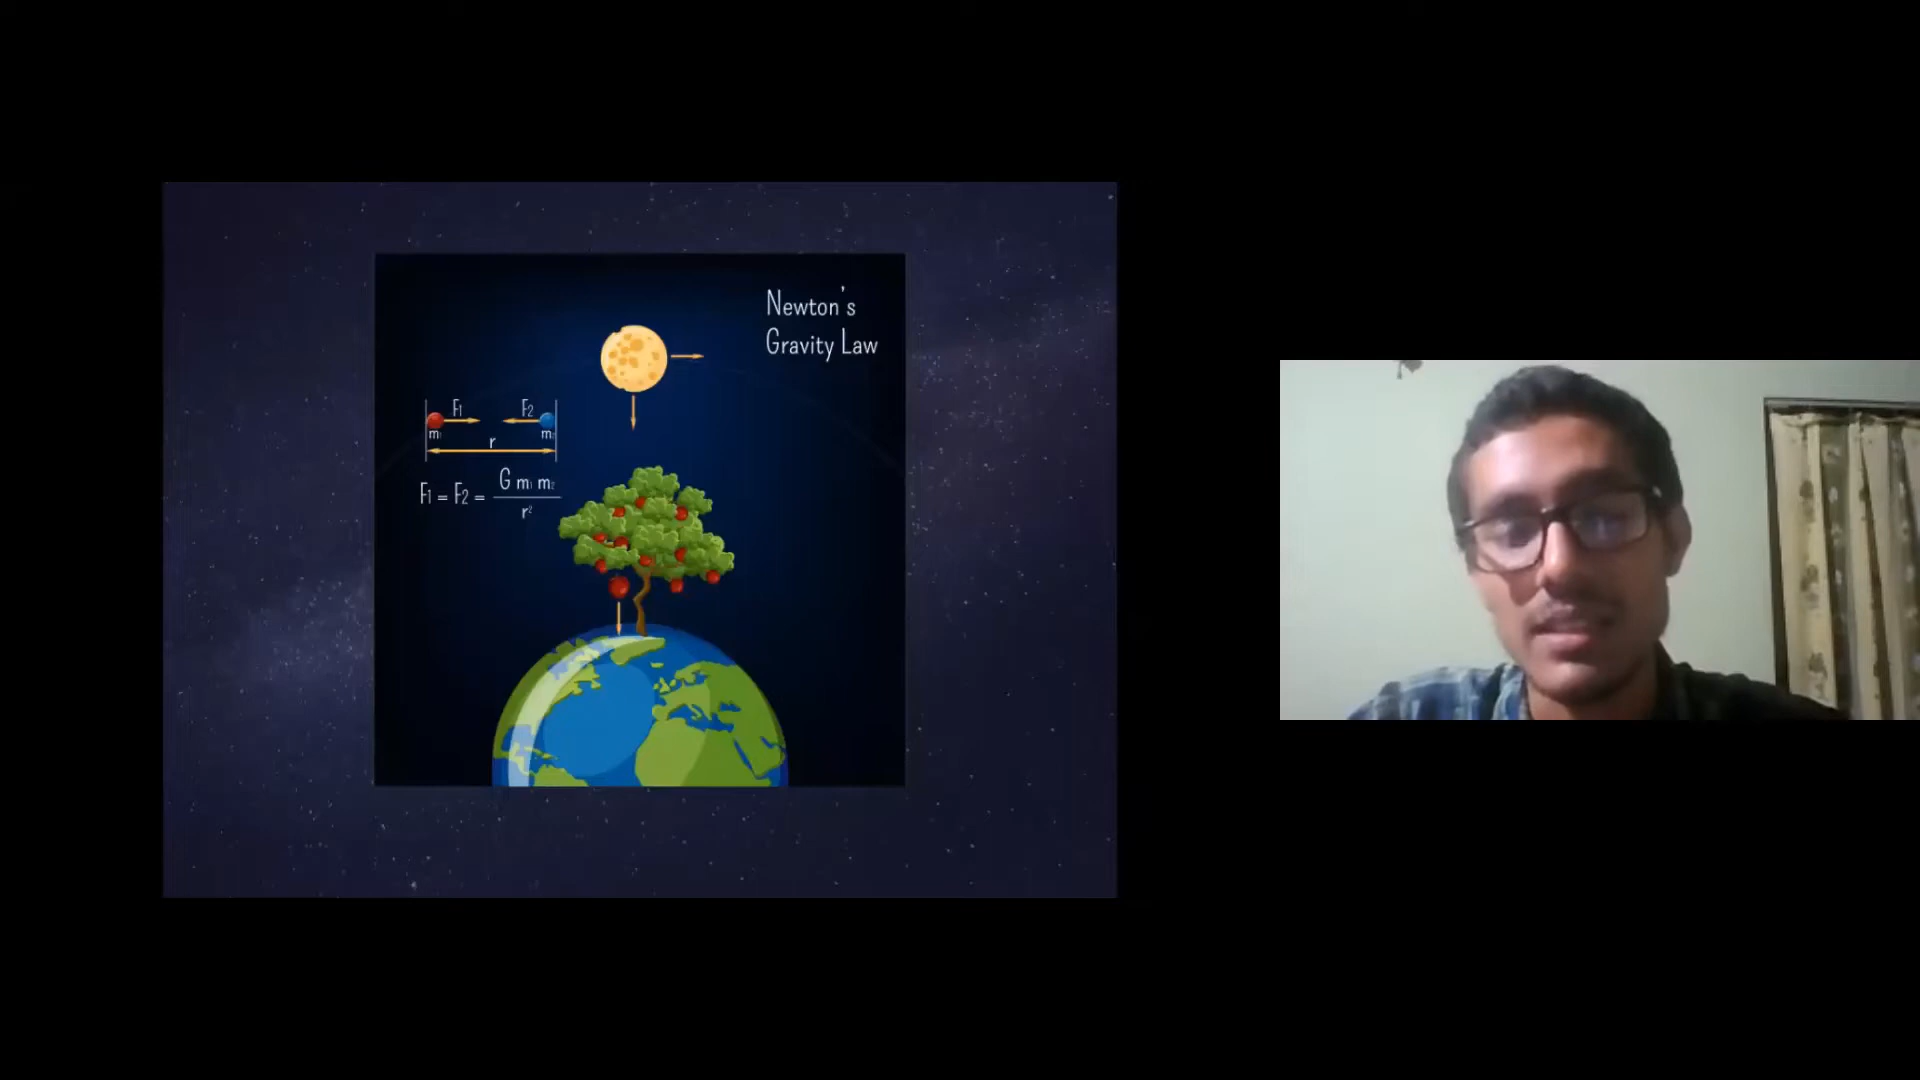 Newton's
Gravity Law
F₁ F₂
m₁ m₂
r
F₁ = F₂ = G m₁ m₂
r²